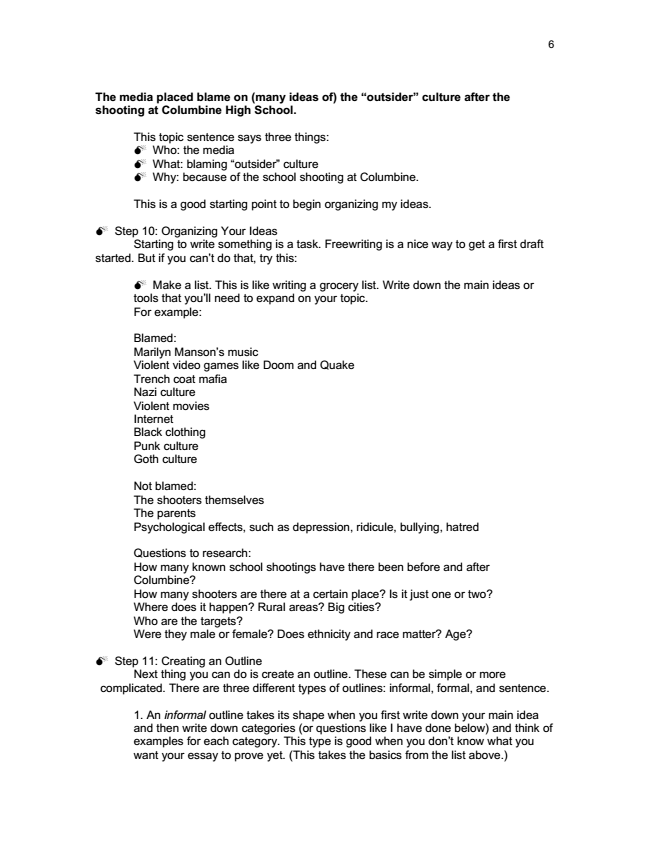 6
The media placed blame on (many ideas of) the “outsider” culture after the
shooting at Columbine High School.
This topic sentence says three things:
Who: the media
What: blaming “outsider” culture
Why: because of the school shooting at Columbine.
This is a good starting point to begin organizing my ideas.
Step 10: Organizing Your Ideas
Starting to write something is a task. Freewriting is a nice way to get a first draft
started. But if you can’t do that, try this:
Make a list. This is like writing a grocery list. Write down the main ideas or
tools that you’ll need to expand on your topic.
For example:
Blamed:
Marilyn Manson’s music
Violent video games like Doom and Quake
Trench coat mafia
Nazi culture
Violent movies
Internet
Black clothing
Punk culture
Goth culture
Not blamed:
The shooters themselves
The parents
Psychological effects, such as depression, ridicule, bullying, hatred
Questions to research:
How many known school shootings have there been before and after
Columbine?
How many shooters are there at a certain place? Is it just one or two?
Where does it happen? Rural areas? Big cities?
Who are the targets?
Were they male or female? Does ethnicity and race matter? Age?
Step 11: Creating an Outline
Next thing you can do is create an outline. These can be simple or more
complicated. There are three different types of outlines: informal, formal, and sentence.
1. An informal outline takes its shape when you first write down your main idea
and then write down categories (or questions like I have done below) and think of
examples for each category. This type is good when you don’t know what you
want your essay to prove yet. (This takes the basics from the list above.)